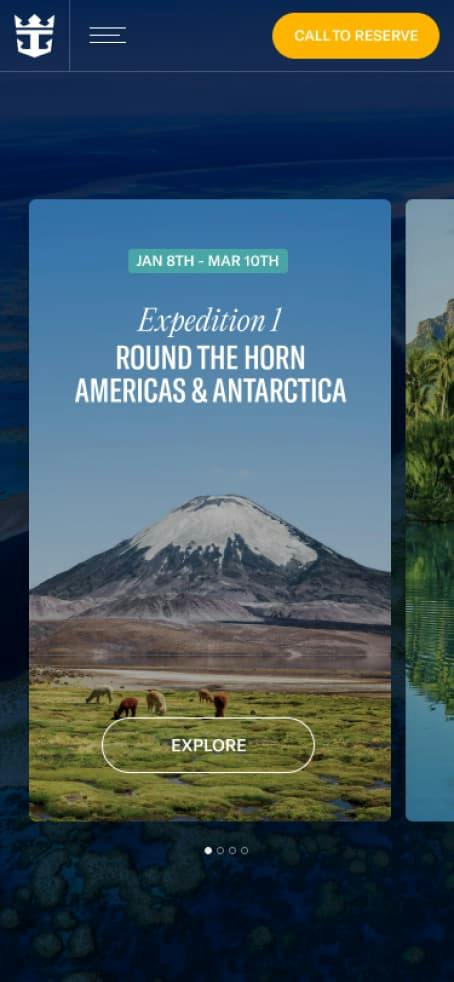 CALL TO RESERVE
JAN 8TH - MAR 10TH
Expedition 1
ROUND THE HORN
AMERICAS & ANTARCTICA
EXPLORE